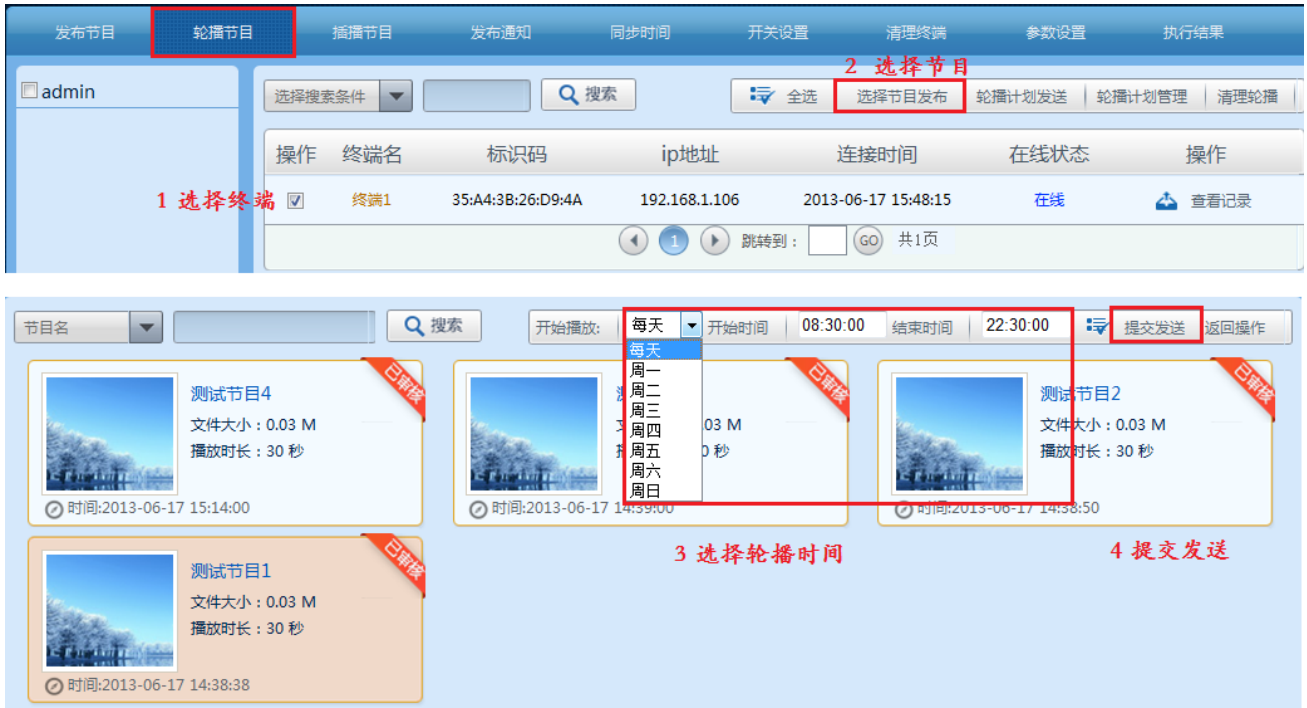 发布节目 轮播节目 插播节目 发布通知 同步时间 开关设置 清理终端 参数设置 执行结果
2 选择节目
admin
选择搜素条件 搜索 全选 选择节目发布 轮播计划发送 轮播计划管理 清理轮播
操作 终端名 标识码 ip地址 连接时间 在线状态 操作
1 选择终端 终端1 35:A4:3B:26:D9:4A 192.168.1.106 2013-06-17 15:48:15 在线 查看记录
1 跳转到： GO 共1页
节目名 搜索 开始播放: 每天 开始时间 08:30:00 结束时间 22:30:00 提交发送 返回操作
每天
周一
周二
周三
周四
周五
周六
周日
测试节目4
已审核
文件大小：0.03 M
播放时长：30 秒
时间:2013-06-17 15:14:00
已审核
03 M
秒
时间:2013-06-17 14:39:00
测试节目2
已审核
文件大小：0.03 M
播放时长：30 秒
时间:2013-06-17 14:38:50
3 选择轮播时间
4 提交发送
测试节目1
已审核
文件大小：0.03 M
播放时长：30 秒
时间:2013-06-17 14:38:38